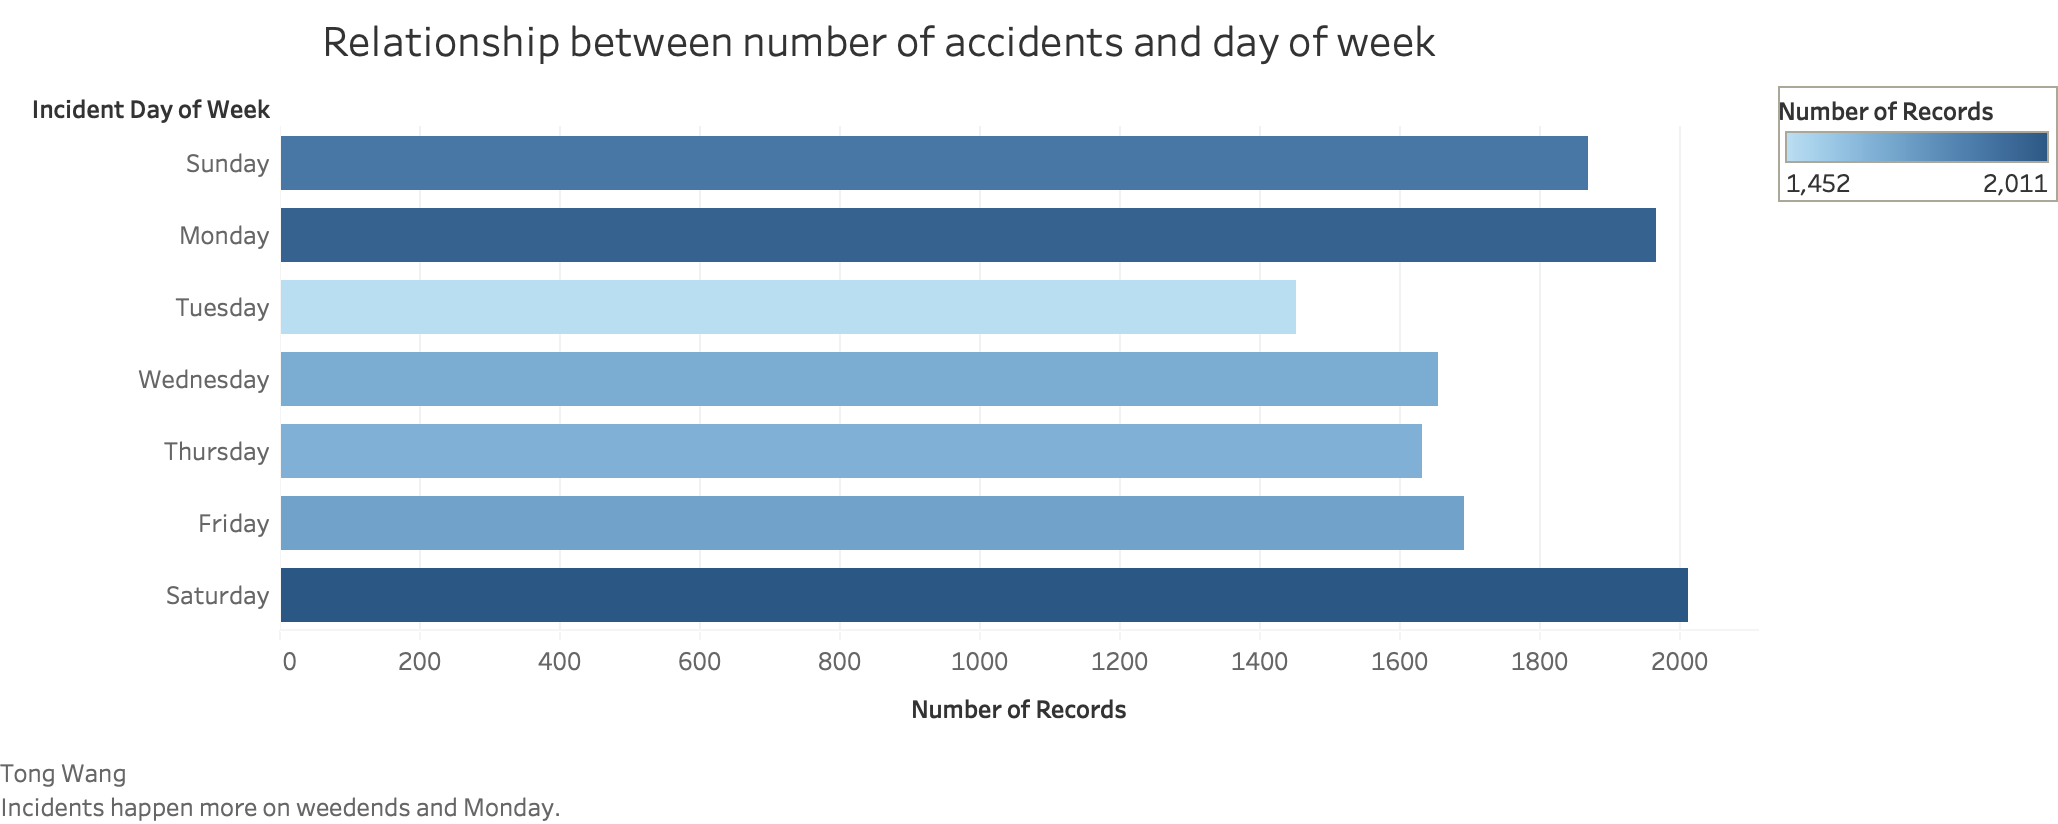 Relationship between number of accidents and day of week
Incident Day of Week
Sunday
Monday
Tuesday
Wednesday
Thursday
Friday
Saturday
0 200 400 600 800 1000 1200 1400 1600 1800 2000
Number of Records
Number of Records
1,452 2,011
Tong Wang
Incidents happen more on weedends and Monday.